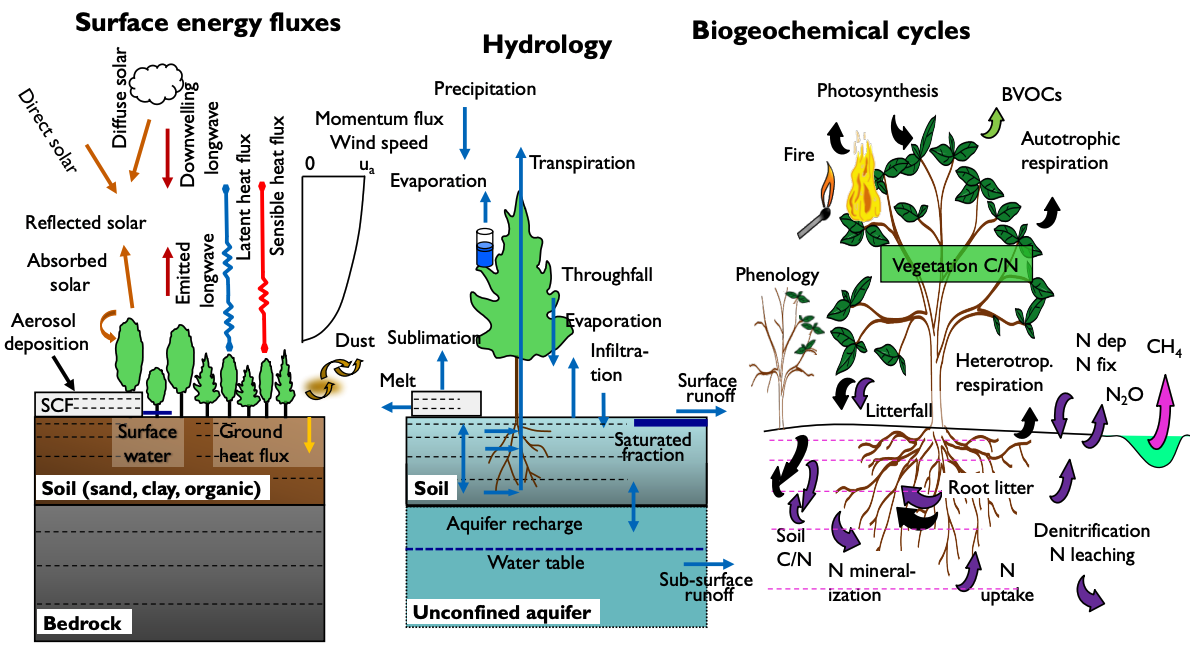 Surface energy fluxes
Direct solar
Diffuse solar
Downwelling
longwave
Latent heat flux
Sensible heat flux
Momentum flux
Wind speed
0
uₐ
Reflected solar
Absorbed
solar
Emitted
longwave
Aerosol
deposition
Dust
SCF
Surface
water
Ground
heat flux
Soil (sand, clay, organic)
Bedrock
Hydrology
Precipitation
Transpiration
Evaporation
Throughfall
Evaporation
Sublimation
Infiltra-
tion
Melt
Surface
runoff
Saturated
fraction
Soil
Aquifer recharge
Water table
Sub-surface
runoff
Unconfined aquifer
Biogeochemical cycles
Photosynthesis
BVOCs
Autotrophic
respiration
Fire
Vegetation C/N
Phenology
Heterotrop.
respiration
N dep
N fix
CH₄
N₂O
Litterfall
Root litter
Soil
C/N
N mineral-
ization
N
uptake
Denitrification
N leaching